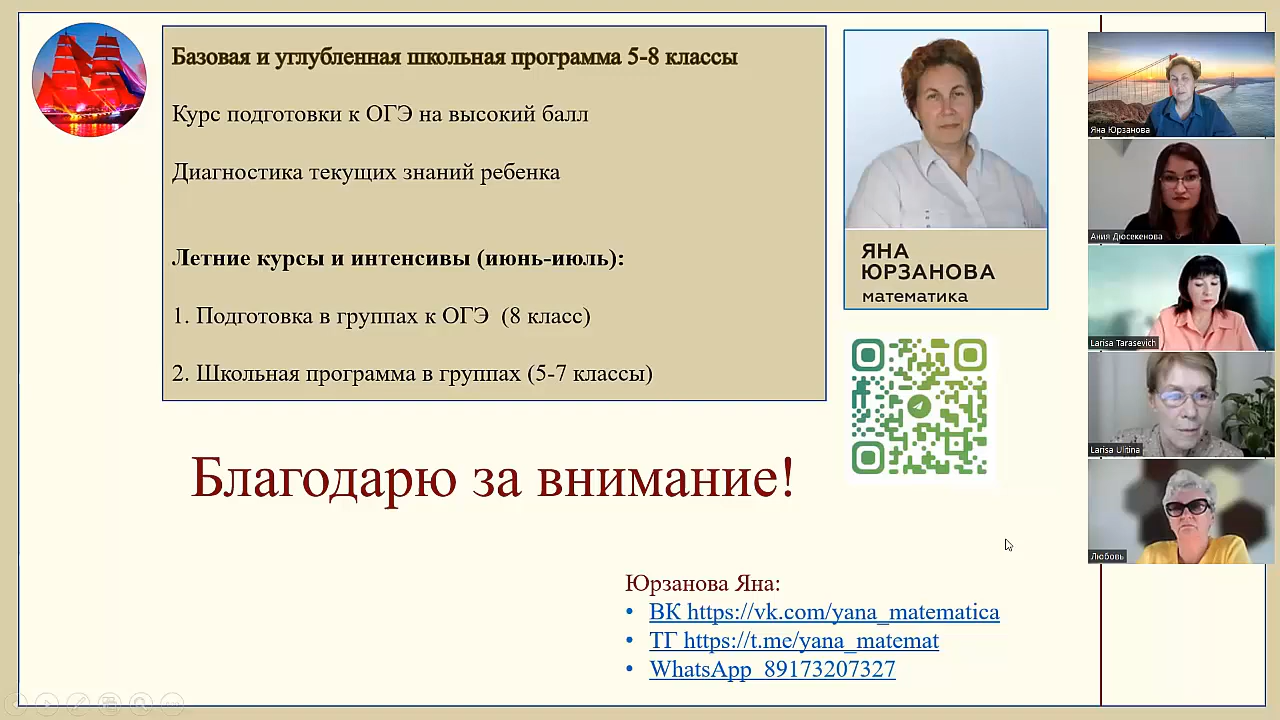 Базовая и углубленная школьная программа 5-8 классы
Курс подготовки к ОГЭ на высокий балл
Диагностика текущих знаний ребенка
Летние курсы и интенсивы (июнь-июль):
1. Подготовка в группах к ОГЭ (8 класс)
2. Школьная программа в группах (5-7 классы)
ЯНА
ЮРЗАНОВА
математика
Благодарю за внимание!
Юрзанова Яна:
• ВК https://vk.com/yana_matematica
• ТГ https://t.me/yana_matemat
• WhatsApp 89173207327
Яна Юрзанова
Ания Дюсекенова
Larisa Tarasevich
Larisa Ulitina
Любовь